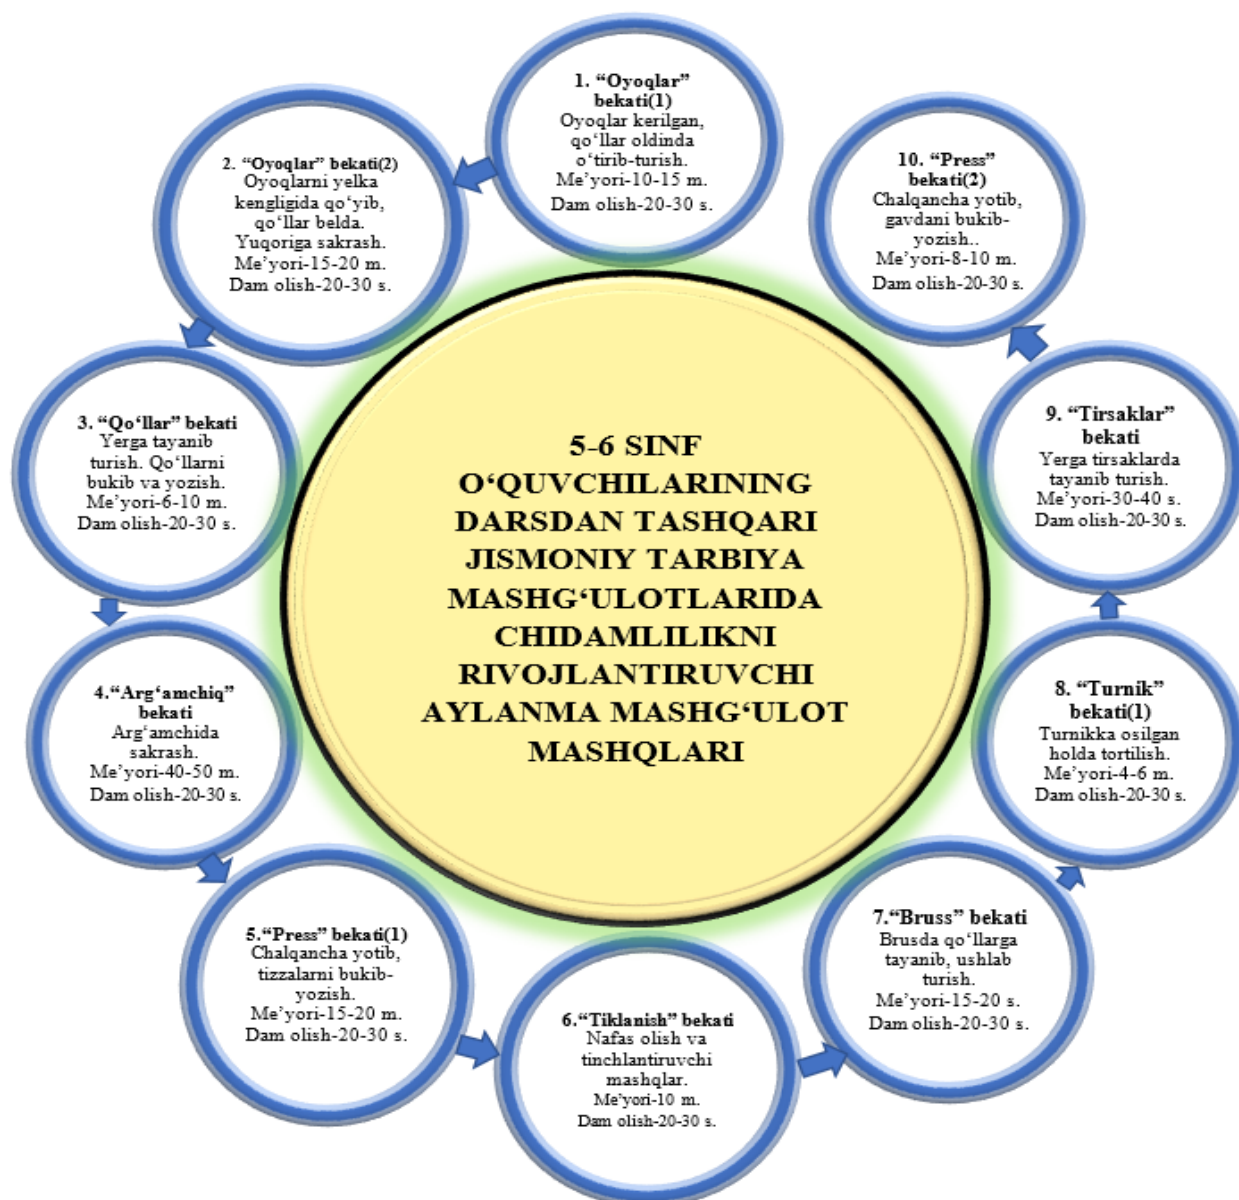 1. “Oyoqlar”
bekati(1)
Oyoqlar kerilgan,
qo‘llar oldinda
o‘tirib-turish.
Me’yori-10-15 m.
Dam olish-20-30 s.
2. “Oyoqlar” bekati(2)
Oyoqlarni yelka
kengligida qo‘yib,
qo‘llar belda.
Yuqoriga sakrash.
Me’yori-15-20 m.
Dam olish-20-30 s.
3. “Qo‘llar” bekati
Yerga tayanib
turish. Qo‘llarni
bukib va yozish.
Me’yori-6-10 m.
Dam olish-20-30 s.
4.“Arg‘amchiq”
bekati
Arg‘amchida
sakrash.
Me’yori-40-50 m.
Dam olish-20-30 s.
5.“Press” bekati(1)
Chalqancha yotib,
tizzalarni bukib-
yozish.
Me’yori-15-20 m.
Dam olish-20-30 s.
6.“Tiklanish” bekati
Nafas olish va
tinchlantiruvchi
mashqlar.
Me’yori-10 m.
Dam olish-20-30 s.
7.“Bruss” bekati
Brusda qo‘llarga
tayanib, ushlab
turish.
Me’yori-15-20 s.
Dam olish-20-30 s.
8. “Turnik”
bekati(1)
Turnikka osilgan
holda tortilish.
Me’yori-4-6 m.
Dam olish-20-30 s.
9. “Tirsaklar”
bekati
Yerga tirsaklarda
tayanib turish.
Me’yori-30-40 s.
Dam olish-20-30 s.
10. “Press”
bekati(2)
Chalqancha yotib,
gavdani bukib-
yozish..
Me’yori-8-10 m.
Dam olish-20-30 s.
5-6 SINF
O‘QUVCHILARINING
DARSDAN TASHQARI
JISMONIY TARBIYA
MASHG‘ULOTLARIDA
CHIDAMLILIKNI
RIVOJLANTIRUVCHI
AYLANMA MASHG‘ULOT
MASHQLARI